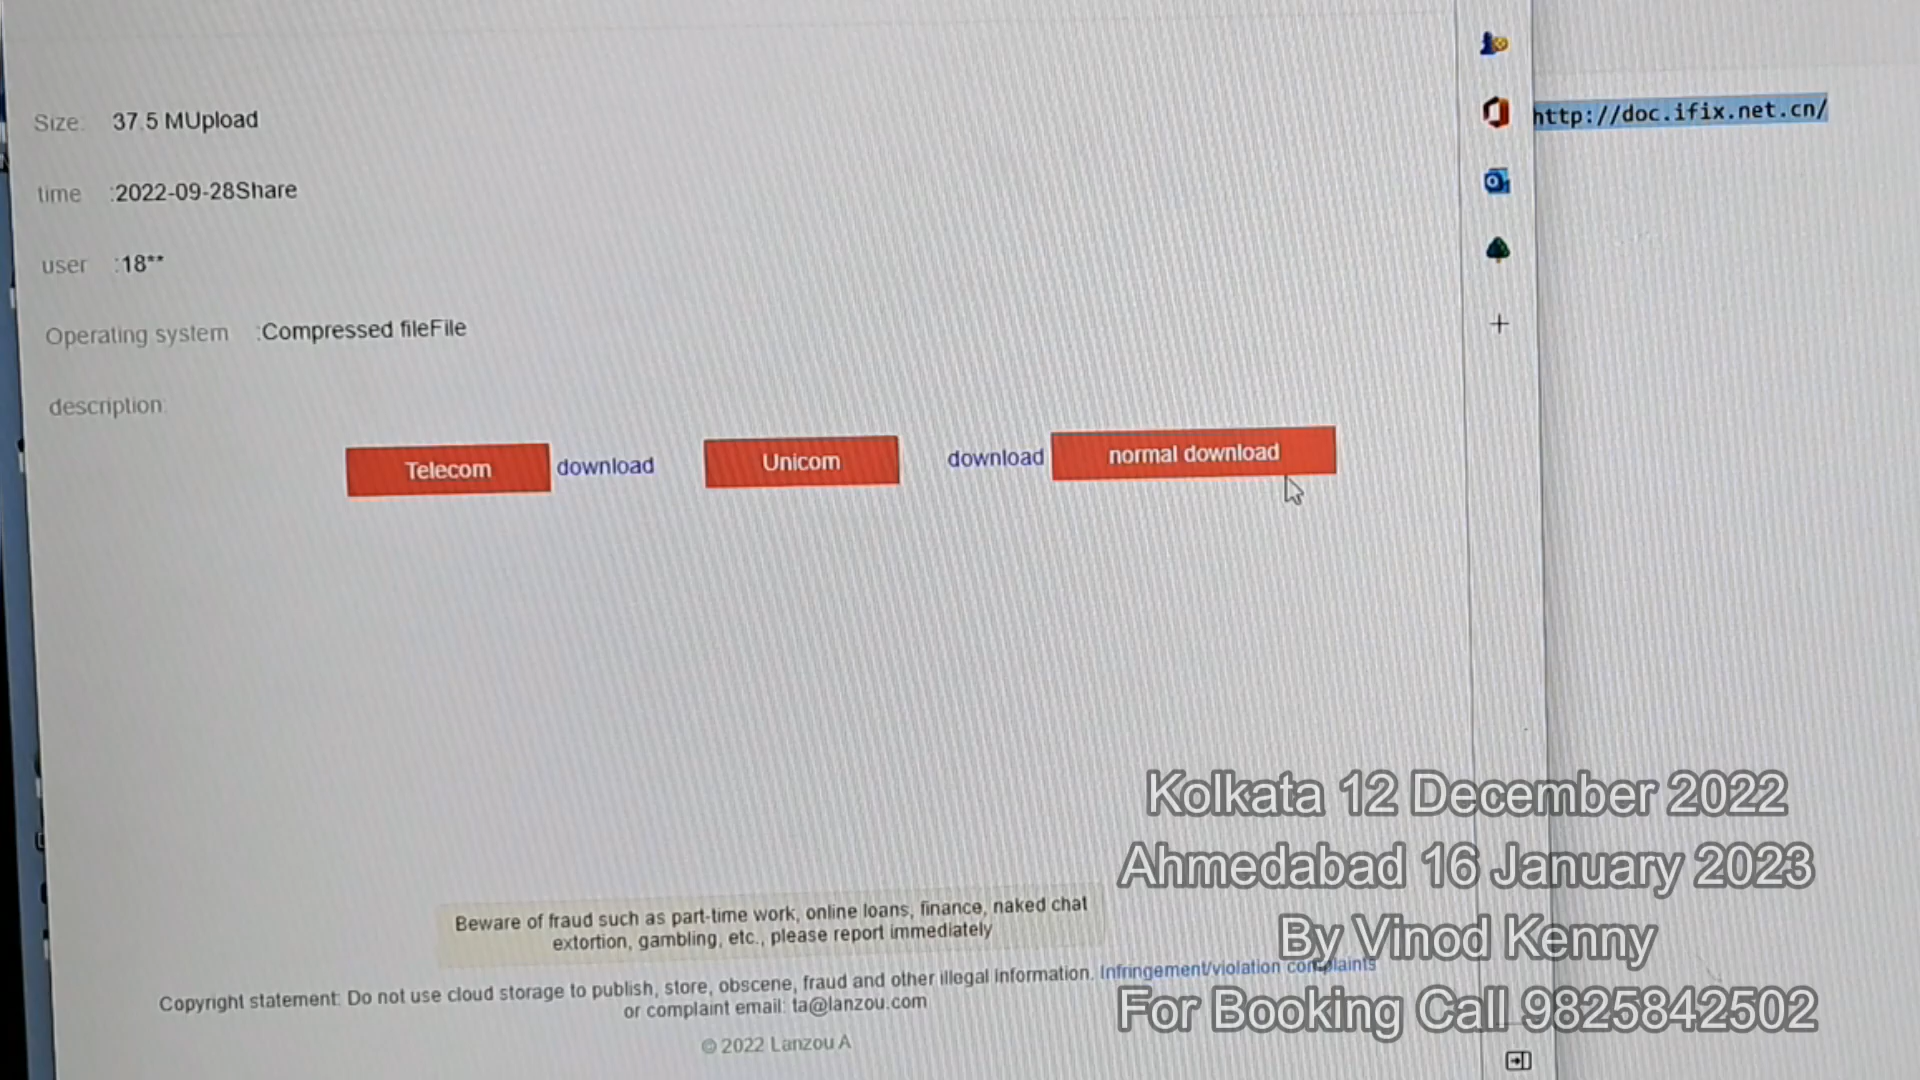 http://doc.ifix.net.cn/
Size: 37.5 MUpload
time :2022-09-28Share
user :18**
Operating system :Compressed fileFile
description:
Telecom download Unicom download normal download
Beware of fraud such as part-time work, online loans, finance, naked chat
extortion, gambling, etc., please report immediately
Copyright statement: Do not use cloud storage to publish, store, obscene, fraud and other illegal information. Infringement/violation complaints
or complaint email: ta@lanzou.com
© 2022 Lanzou A
Kolkata 12 December 2022
Ahmedabad 16 January 2023
By Vinod Kenny
For Booking Call 9825842502